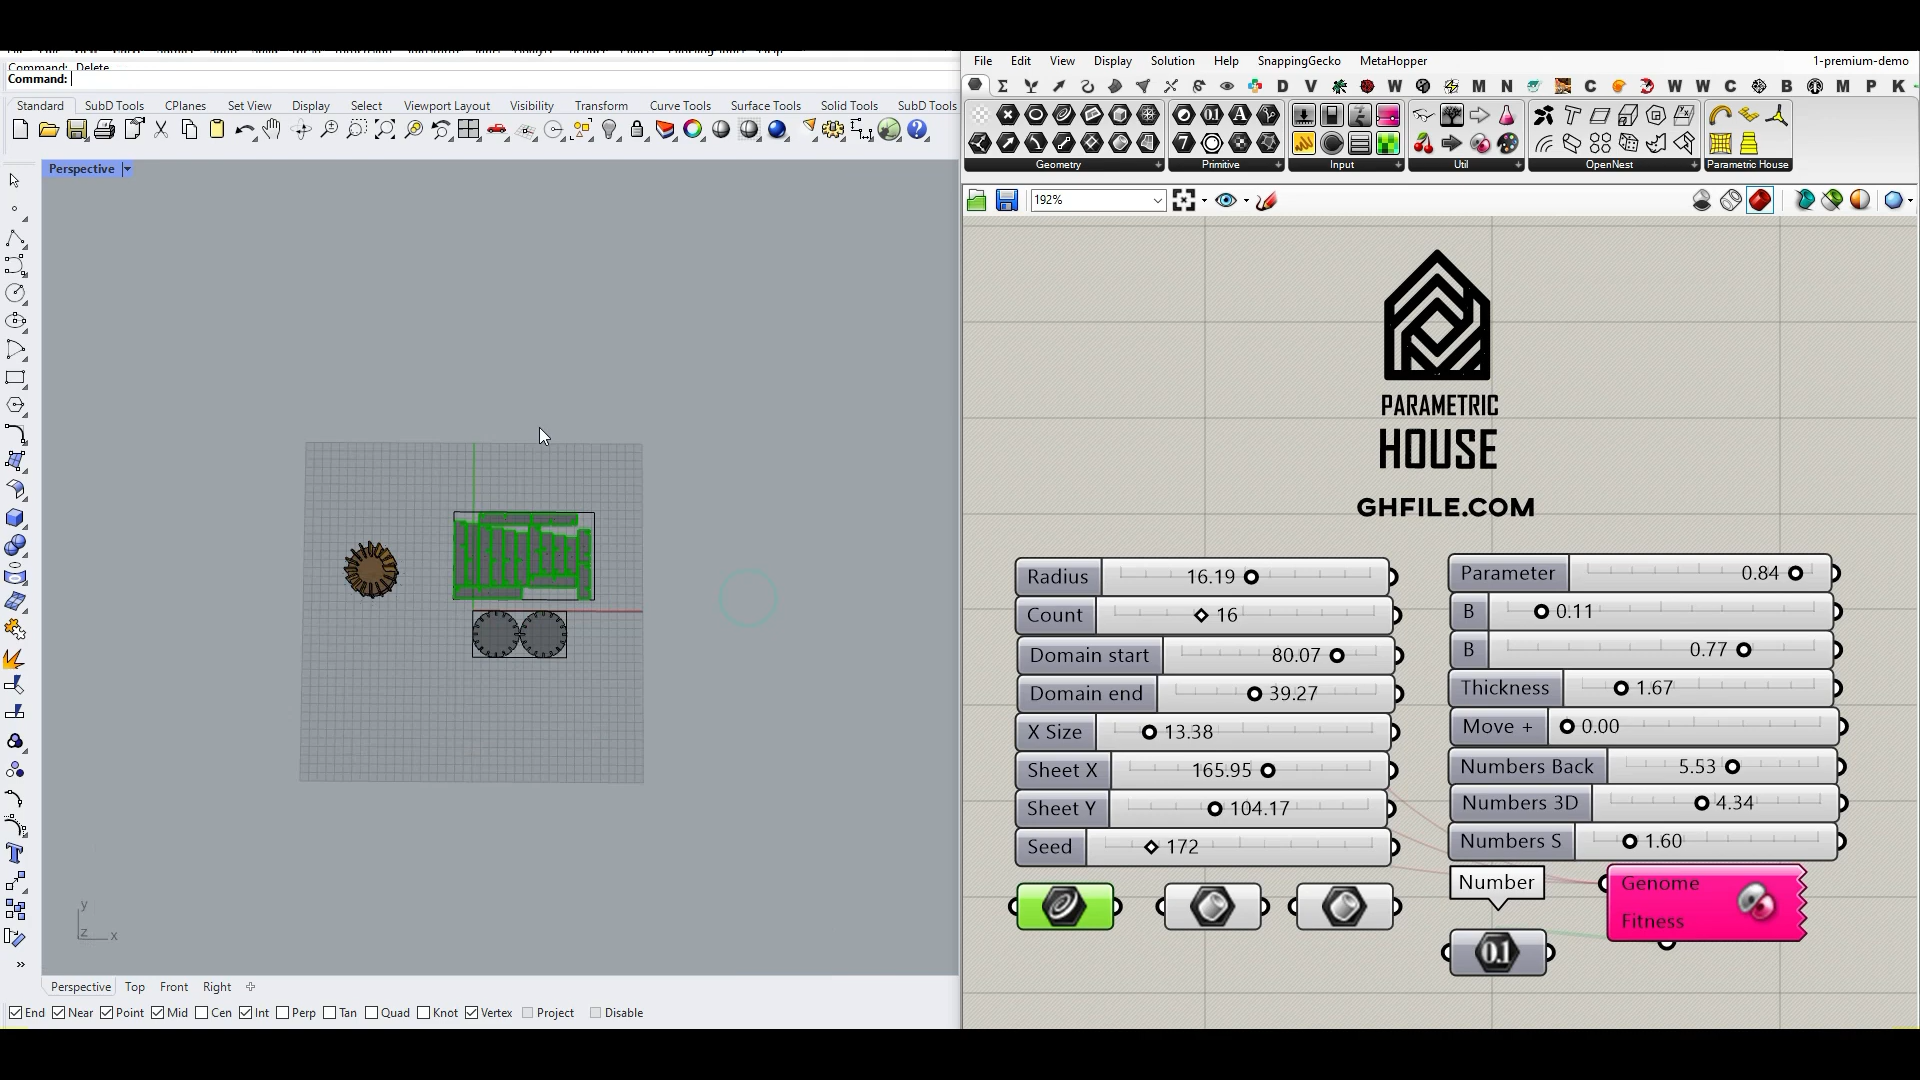 Command: Delete
Command:
Standard SubD Tools CPlanes Set View Display Select Viewport Layout Visibility Transform Curve Tools Surface Tools Solid Tools SubD Tools
Perspective
y
z x
Perspective Top Front Right
End Near Point Mid Cen Int Perp Tan Quad Knot Vertex Project Disable
File Edit View Display Solution Help SnappingGecko MetaHopper 1-premium-demo
D V W M N C W W C B M P K
Geometry Primitive Input Util OpenNest Parametric House
192%
PARAMETRIC
HOUSE
GHFILE.COM
Radius 16.19
Count 16
Domain start 80.07
Domain end 39.27
X Size 13.38
Sheet X 165.95
Sheet Y 104.17
Seed 172
Parameter 0.84
B 0.11
B 0.77
Thickness 1.67
Move + 0.00
Numbers Back 5.53
Numbers 3D 4.34
Numbers S 1.60
Number
Genome
Fitness
0.1